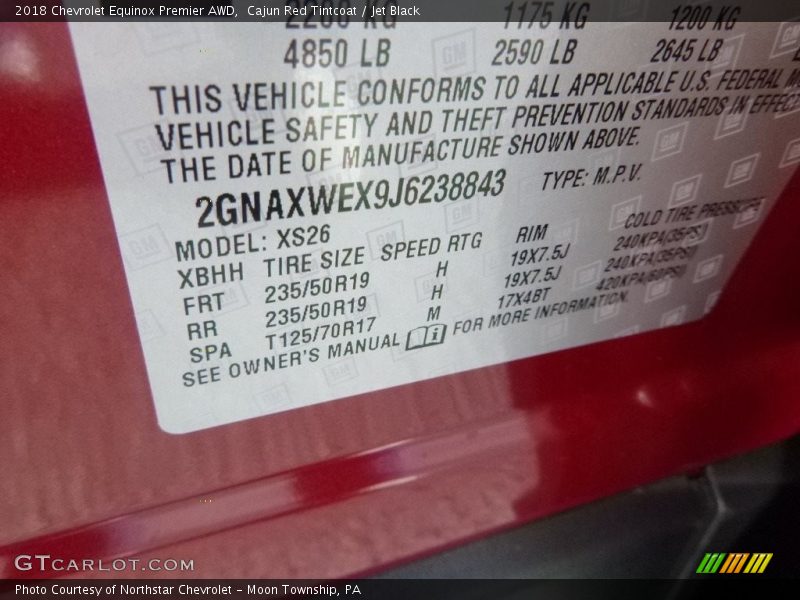 2018 Chevrolet Equinox Premier AWD, Cajun Red Tintcoat / Jet Black
2200 KG 1175 KG 1200 KG
4850 LB 2590 LB 2645 LB
THIS VEHICLE CONFORMS TO ALL APPLICABLE U.S. FEDERAL
VEHICLE SAFETY AND THEFT PREVENTION STANDARDS IN EFFECT
THE DATE OF MANUFACTURE SHOWN ABOVE.
2GNAXWEX9J6238843 TYPE: M.P.V.
MODEL: XS26
XBHH TIRE SIZE SPEED RTG RIM COLD TIRE PRESSURE
FRT 235/50R19 H 19X7.5J 240KPA(35PSI)
RR 235/50R19 H 19X7.5J 240KPA(35PSI)
SPA T125/70R17 M 17X4BT 420KPA(60PSI)
SEE OWNER'S MANUAL FOR MORE INFORMATION.
GTCARLOT.COM
Photo Courtesy of Northstar Chevrolet - Moon Township, PA